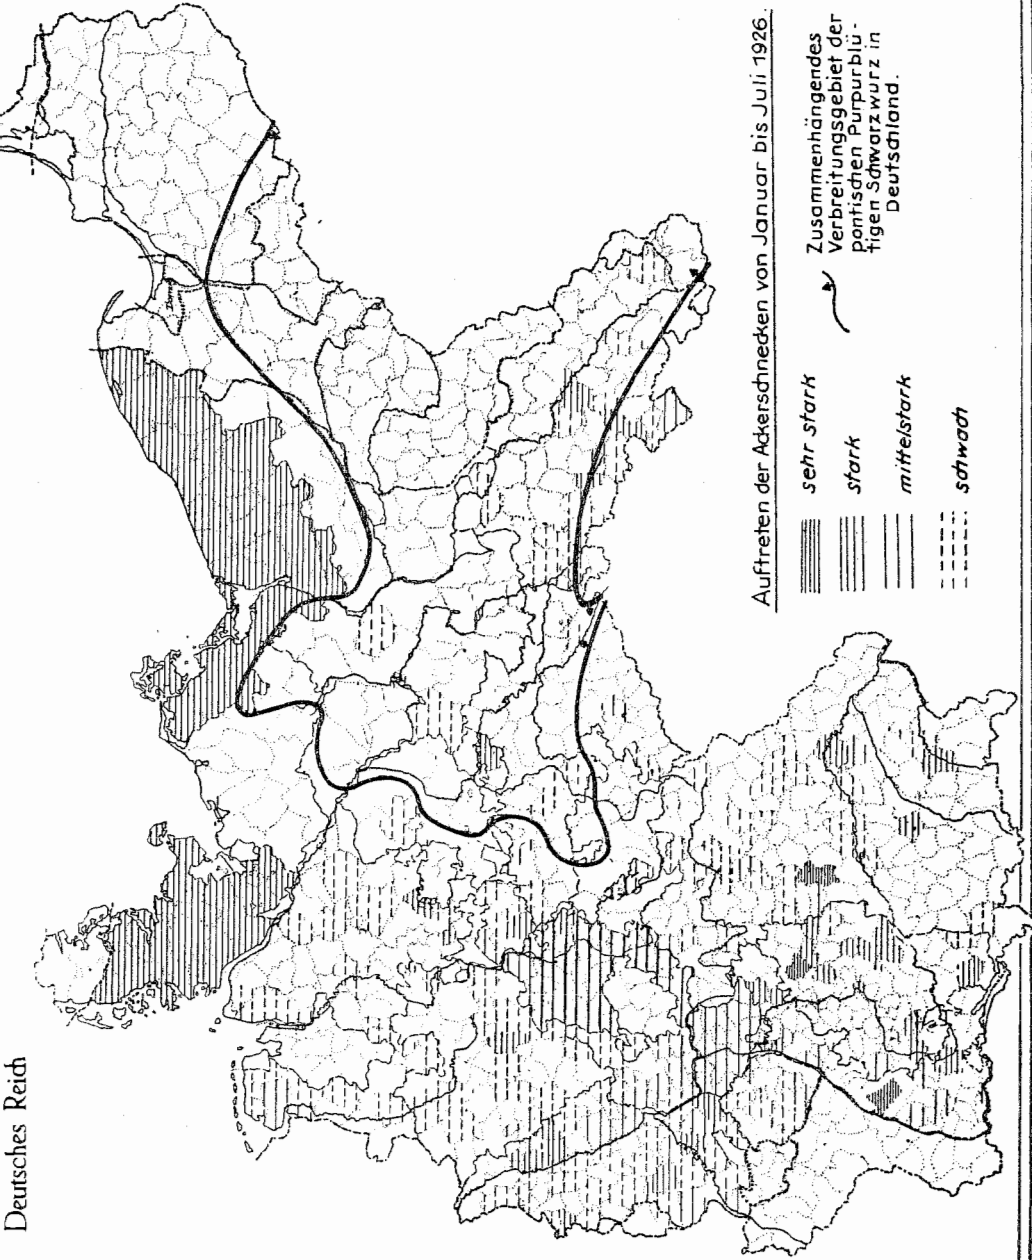 Deutsches Reich
Auftreten der Ackerschnecken von Januar bis Juli 1926.
sehr stark
stark
mittelstark
schwach
Zusammenhängendes
Verbreitungsgebiet der
pontischen Purpurblü-
tigen Schwarzwurz in
Deutschland.